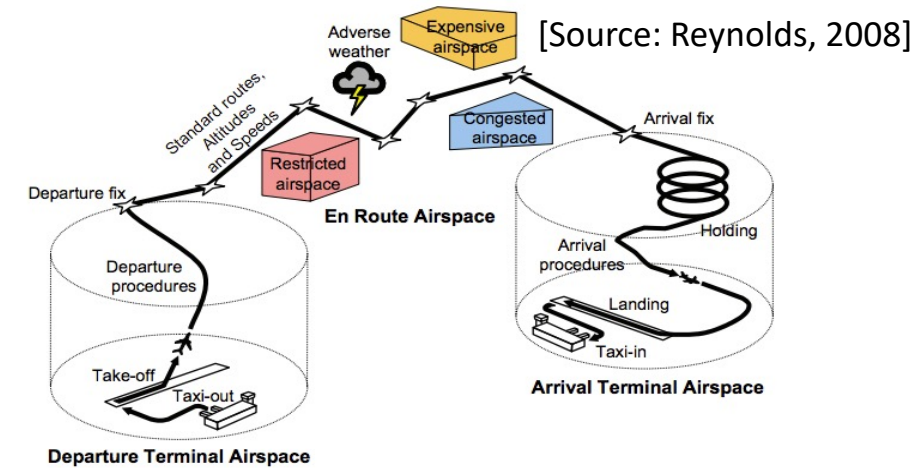 [Source: Reynolds, 2008]
Adverse
weather
Expensive
airspace
Standard routes,
Altitudes
and Speeds
Restricted
airspace
Congested
airspace
Arrival fix
Departure fix
En Route Airspace
Holding
Departure
procedures
Arrival
procedures
Landing
Taxi-in
Take-off
Taxi-out
Arrival Terminal Airspace
Departure Terminal Airspace